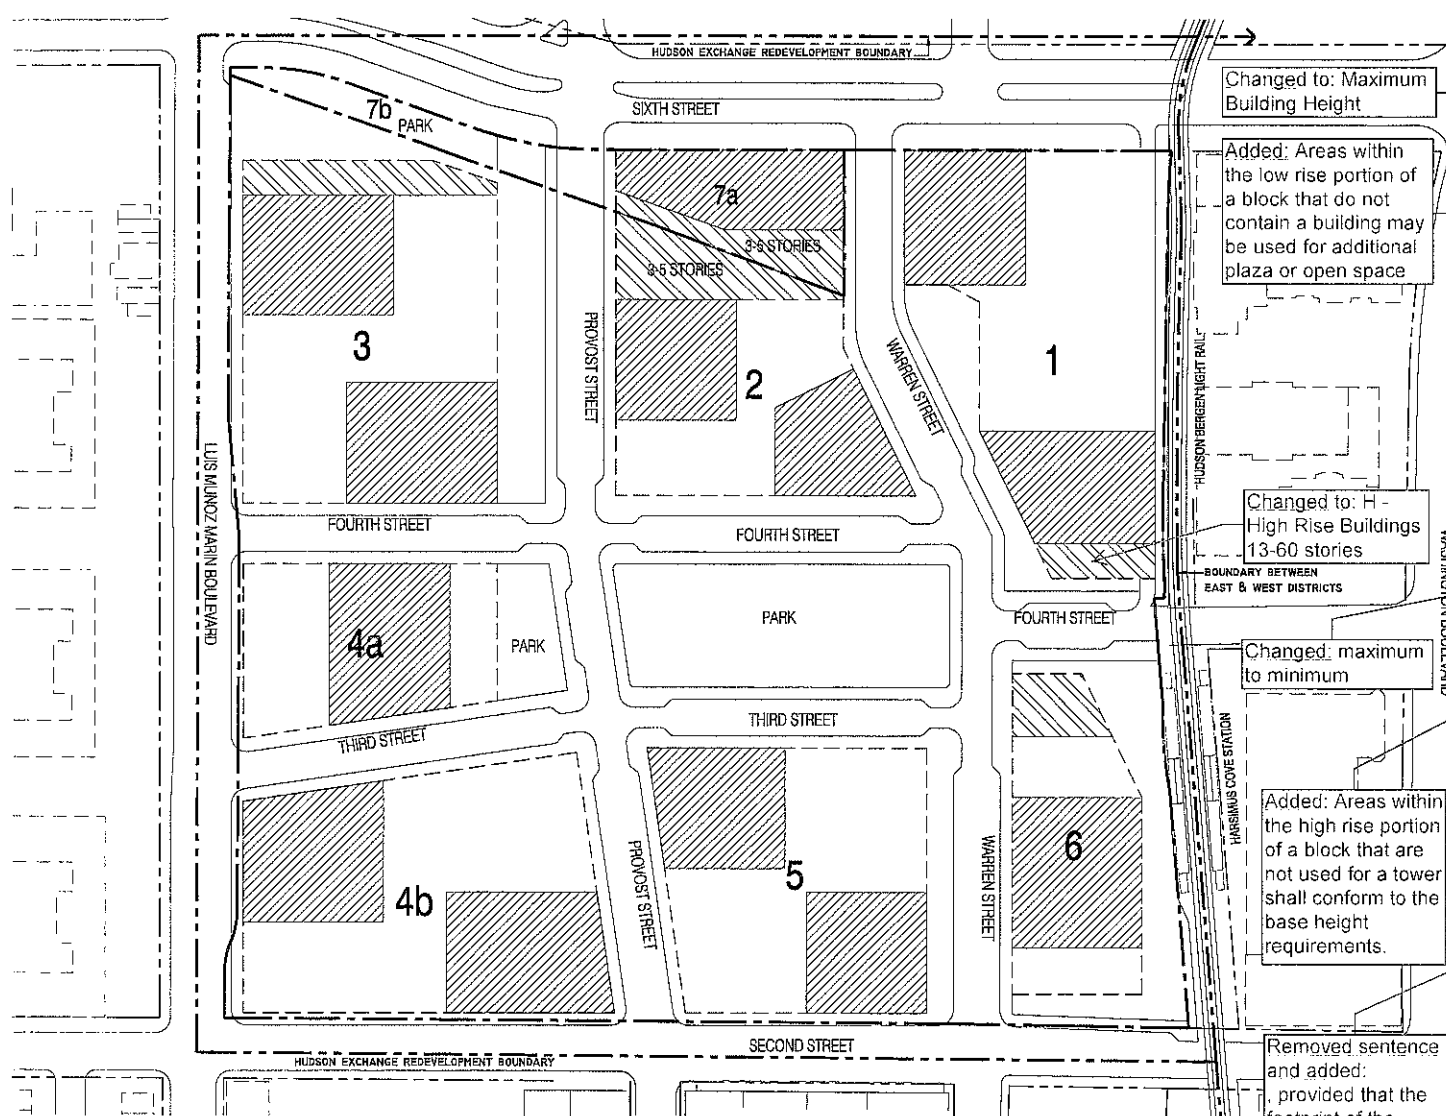 HUDSON EXCHANGE REDEVELOPMENT BOUNDARY
7b
PARK
SIXTH STREET
Changed to: Maximum
Building Height
Added: Areas within
the low rise portion of
a block that do not
contain a building may
be used for additional
plaza or open space
7a
3-5 STORIES
3-5 STORIES
3
PROVOST STREET
2
WARREN STREET
1
HUDSON BERGEN LIGHT RAIL
LUIS MUNOZ MARIN BOULEVARD
FOURTH STREET
FOURTH STREET
Changed to: H -
High Rise Buildings
13-60 stories
BOUNDARY BETWEEN
EAST & WEST DISTRICTS
4a
PARK
PARK
FOURTH STREET
Changed: maximum
to minimum
THIRD STREET
THIRD STREET
HARSIMUS COVE STATION
Added: Areas within
the high rise portion
of a block that are
not used for a tower
shall conform to the
base height
requirements.
4b
PROVOST STREET
5
WARREN STREET
6
SECOND STREET
HUDSON EXCHANGE REDEVELOPMENT BOUNDARY
Removed sentence
and added:
, provided that the
footprint of the